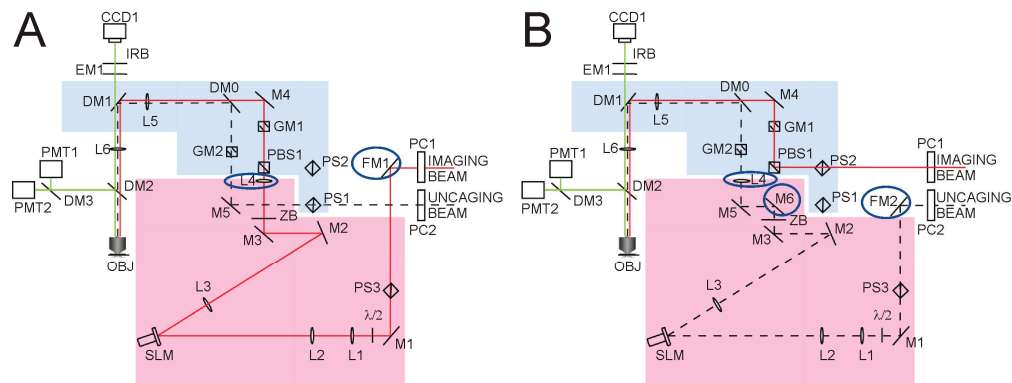 A
CCD1
IRB
EM1
DM1
DM0
M4
L5
GM1
GM2
PBS1
PS2
FM1
PC1
IMAGING
BEAM
L6
PMT1
PMT2
DM3
DM2
L4
M5
PS1
UNCAGING
BEAM
PC2
ZB
M3
M2
OBJ
L3
PS3
λ/2
SLM
L2
L1
M1
B
CCD1
IRB
EM1
DM1
DM0
M4
L5
GM1
GM2
PBS1
PS2
PC1
IMAGING
BEAM
L6
PMT1
PMT2
DM3
DM2
L4
M5
M6
PS1
FM2
UNCAGING
BEAM
PC2
ZB
M3
M2
OBJ
L3
PS3
λ/2
SLM
L2
L1
M1